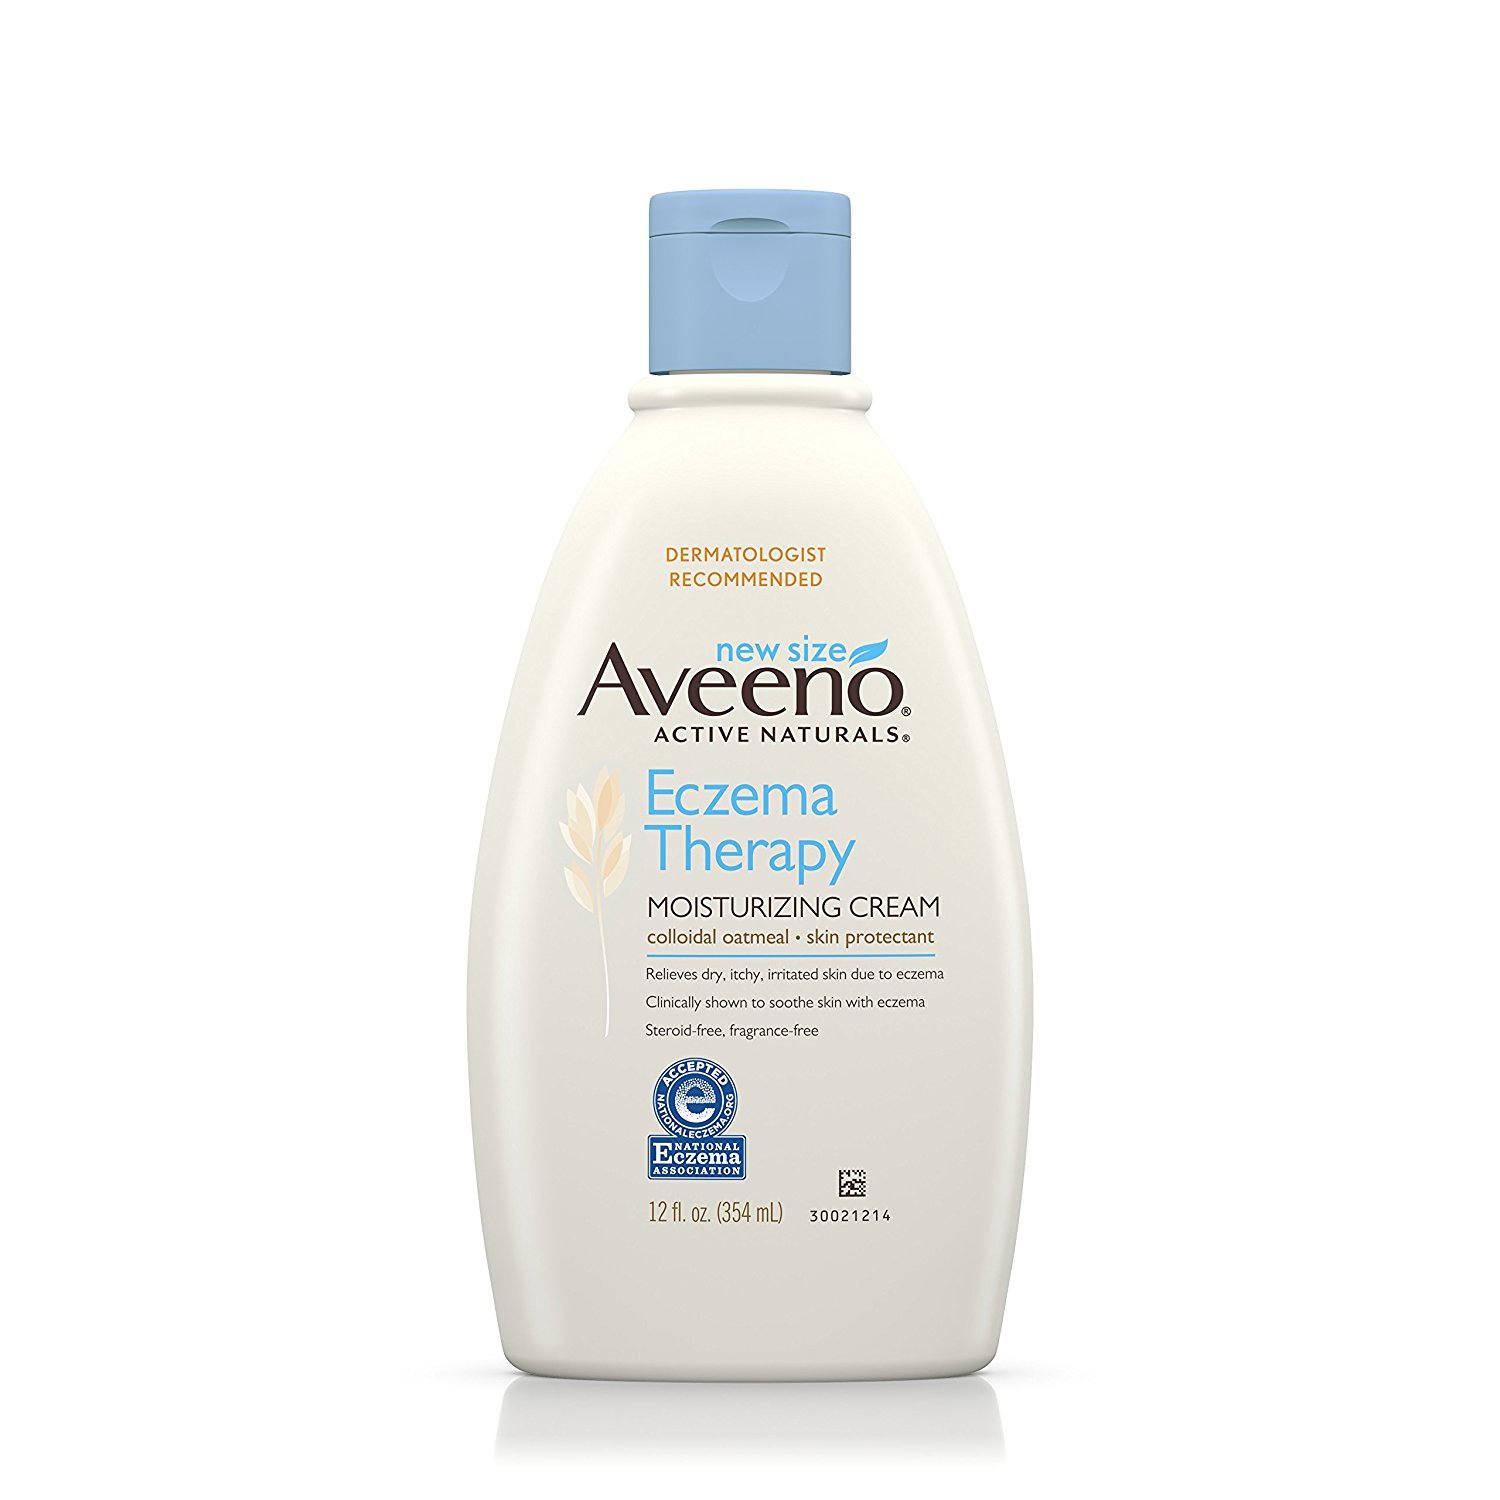 DERMATOLOGIST
RECOMMENDED
new size
Aveeno®
ACTIVE NATURALS®
Eczema
Therapy
MOISTURIZING CREAM
colloidal oatmeal • skin protectant
Relieves dry, itchy, irritated skin due to eczema
Clinically shown to soothe skin with eczema
Steroid-free, fragrance-free
ACCEPTED
e
NATIONALECZEMA.ORG
NATIONAL
Eczema
ASSOCIATION
12 fl. oz. (354 mL)
30021214